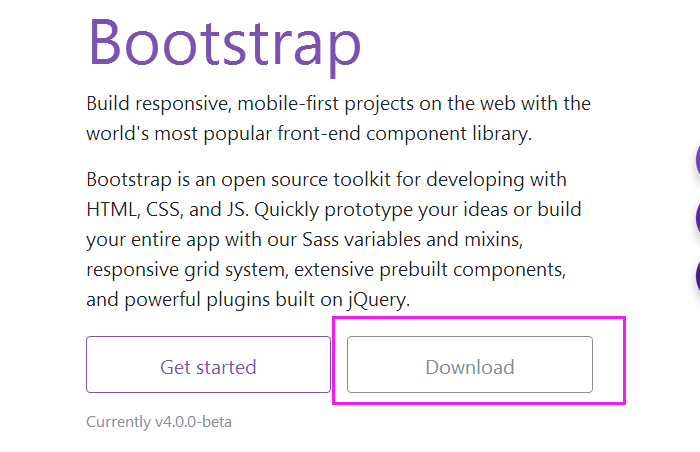 Bootstrap
Build responsive, mobile-first projects on the web with the
world's most popular front-end component library.
Bootstrap is an open source toolkit for developing with
HTML, CSS, and JS. Quickly prototype your ideas or build
your entire app with our Sass variables and mixins,
responsive grid system, extensive prebuilt components,
and powerful plugins built on jQuery.
Get started
Download
Currently v4.0.0-beta